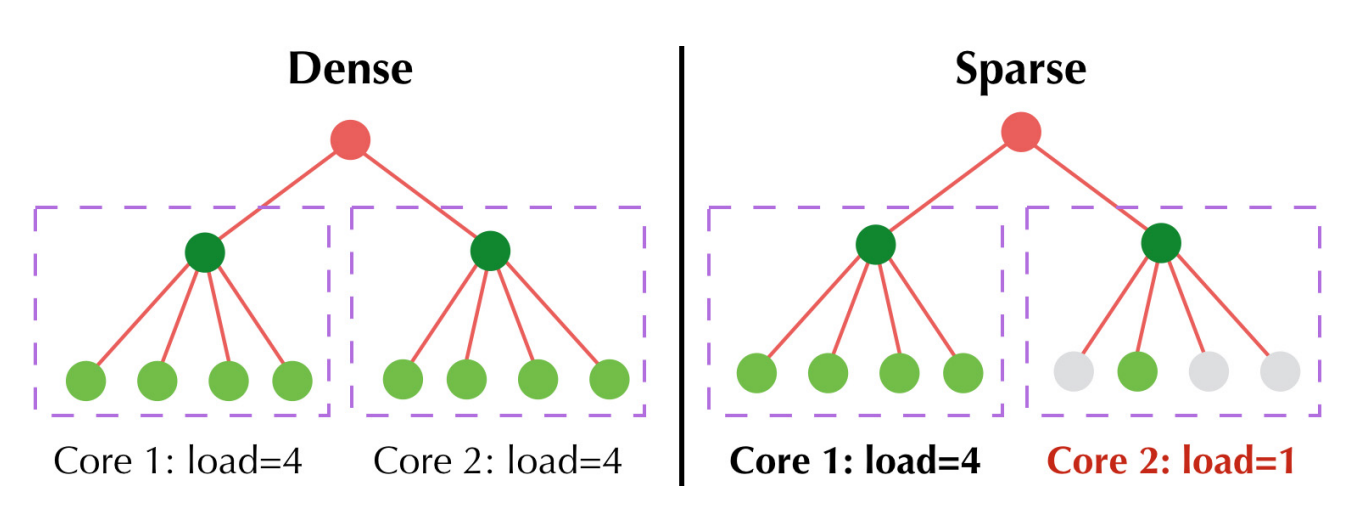 Dense
Sparse
Core 1: load=4
Core 2: load=4
Core 1: load=4
Core 2: load=1